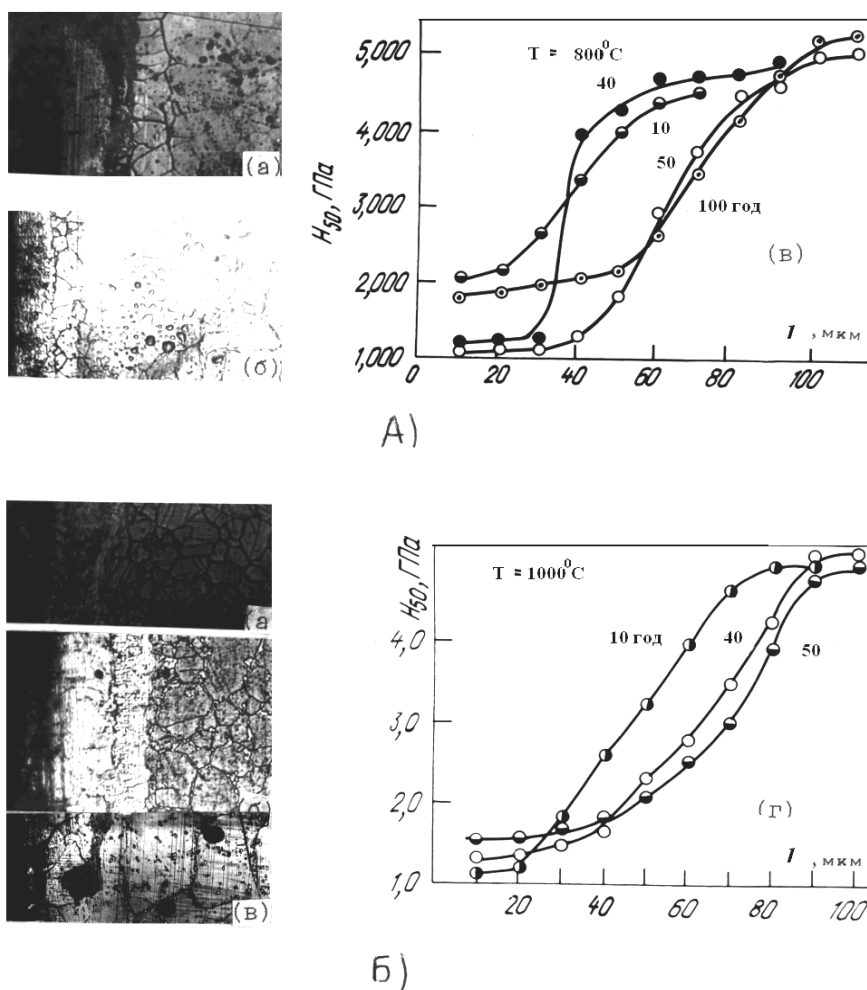 (а)
(б)
H50, ГПа
5,000
4,000
3,000
2,000
1,000
0
0 20 40 60 80 100
T = 800⁰C
40
10
50
100 год
(в)
l , мкм
А)
(а
(в)
H50, ГПа
4,0
3,0
2,0
1,0
20 40 60 80 100
T = 1000⁰C
10 год
40
50
(г)
l , мкм
Б)